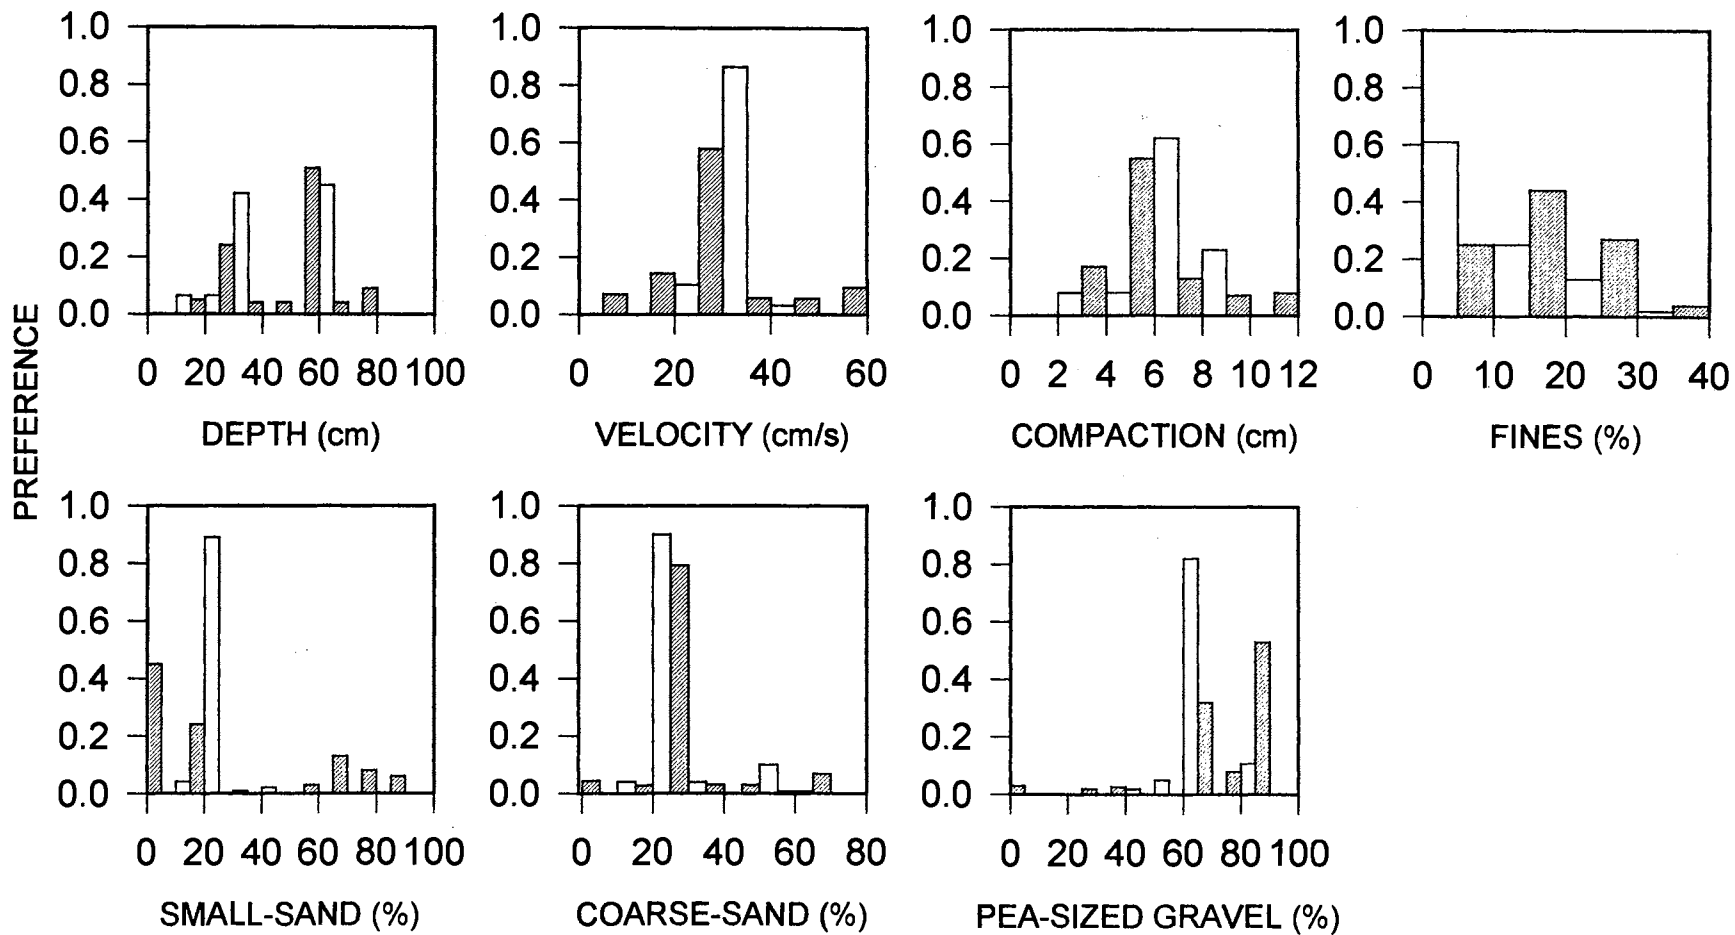 PREFERENCE
1.0 0.8 0.6 0.4 0.2 0.0
0 20 40 60 80 100
DEPTH (cm)
1.0 0.8 0.6 0.4 0.2 0.0
0 20 40 60
VELOCITY (cm/s)
1.0 0.8 0.6 0.4 0.2 0.0
0 2 4 6 8 10 12
COMPACTION (cm)
1.0 0.8 0.6 0.4 0.2 0.0
0 10 20 30 40
FINES (%)
1.0 0.8 0.6 0.4 0.2 0.0
0 20 40 60 80 100
SMALL-SAND (%)
1.0 0.8 0.6 0.4 0.2 0.0
0 20 40 60 80
COARSE-SAND (%)
1.0 0.8 0.6 0.4 0.2 0.0
0 20 40 60 80 100
PEA-SIZED GRAVEL (%)